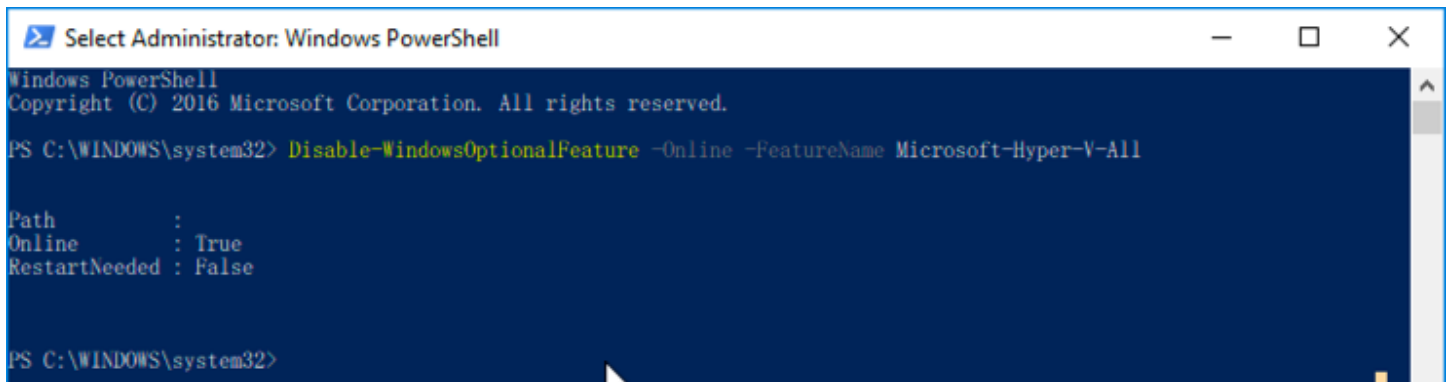 Select Administrator: Windows PowerShell
Windows PowerShell
Copyright (C) 2016 Microsoft Corporation. All rights reserved.
PS C:\WINDOWS\system32> Disable-WindowsOptionalFeature -Online -FeatureName Microsoft-Hyper-V-All
Path          :
Online        : True
RestartNeeded : False
PS C:\WINDOWS\system32>